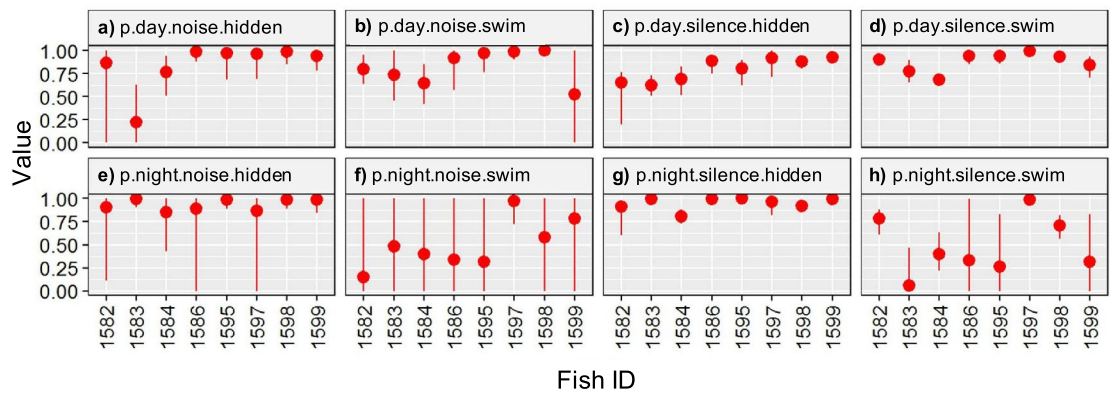 a) p.day.noise.hidden
b) p.day.noise.swim
c) p.day.silence.hidden
d) p.day.silence.swim
1.00
0.75
0.50
0.25
0.00
Value
e) p.night.noise.hidden
f) p.night.noise.swim
g) p.night.silence.hidden
h) p.night.silence.swim
1.00
0.75
0.50
0.25
0.00
1582 1583 1584 1586 1595 1597 1598 1599
1582 1583 1584 1586 1595 1597 1598 1599
1582 1583 1584 1586 1595 1597 1598 1599
1582 1583 1584 1586 1595 1597 1598 1599
Fish ID